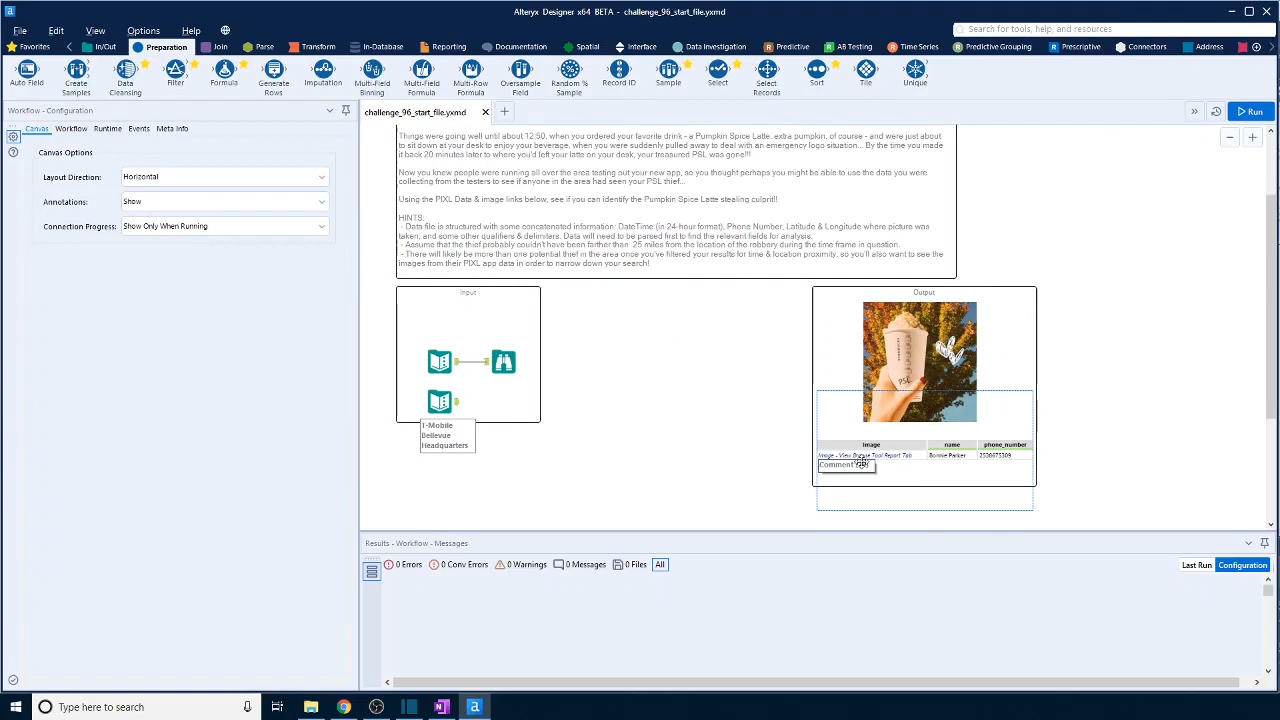 Alteryx Designer x64 BETA - challenge_96_start_file.yxmd
File Edit View Options Help
Search for tools, help, and resources
Favorites In/Out Preparation Join Parse Transform In-Database Reporting Documentation Spatial Interface Data Investigation Predictive AB Testing Time Series Predictive Grouping Prescriptive Connectors Address
Auto Field Create Samples Data Cleansing Filter Formula Generate Rows Imputation Multi-Field Binning Multi-Field Formula Multi-Row Formula Oversample Field Random % Sample Record ID Sample Select Select Records Sort Tile Unique
Workflow - Configuration
challenge_96_start_file.yxmd
Run
Canvas Workflow Runtime Events Meta Info
Canvas Options
Layout Direction: Horizontal
Annotations: Show
Connection Progress: Show Only When Running
Things were going well until about 12:50, when you ordered your favorite drink - a Pumpkin Spice Latte, extra pumpkin, of course - and were just about
to sit down at your desk to enjoy your beverage, when you were suddenly pulled away to deal with an emergency logo situation... By the time you made
it back 20 minutes later to where you'd left your latte on your desk, your treasured PSL was gone!!!
Now you knew people were running all over the area testing out your new app, so you thought perhaps you might be able to use the data you were
collecting from the testers to see if anyone in the area had seen your PSL thief...
Using the PIXL Data & image links below, see if you can identify the Pumpkin Spice Latte stealing culprit!!
HINTS:
- Data file is structured with some concatenated information: DateTime (in 24-hour format), Phone Number, Latitude & Longitude where picture was
taken, and some other qualifiers & delimiters. Data will need to be parsed first to find the relevant fields for analysis.
- Assume that the thief probably couldn't have been farther than .25 miles from the location of the robbery during the time frame in question.
- There will likely be more than one potential thief in the area once you've filtered your results for time & location proximity, so you'll also want to see the
images from their PIXL app data in order to narrow down your search!
Input
T-Mobile
Bellevue
Headquarters
Output
PSL
Image name phone_number
Image - View Browse Tool Report Tab Bonnie Parker 2538675309
Comment
Results - Workflow - Messages
0 Errors 0 Conv Errors 0 Warnings 0 Messages 0 Files All
Last Run Configuration
Type here to search